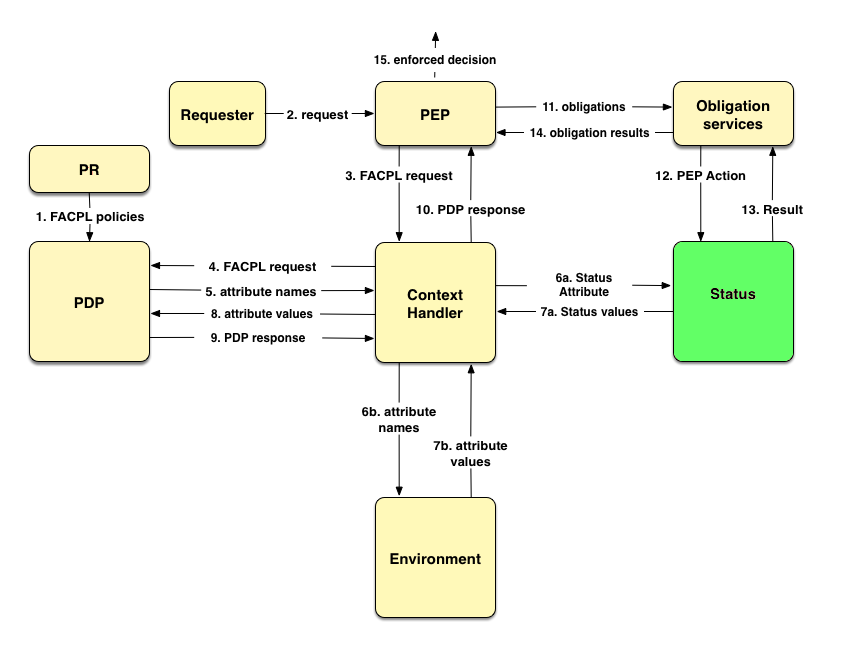 15. enforced decision
Requester
2. request
PEP
11. obligations
14. obligation results
Obligation
services
PR
3. FACPL request
12. PEP Action
1. FACPL policies
10. PDP response
13. Result
PDP
4. FACPL request
5. attribute names
8. attribute values
9. PDP response
Context
Handler
6a. Status
Attribute
7a. Status values
Status
6b. attribute
names
7b. attribute
values
Environment